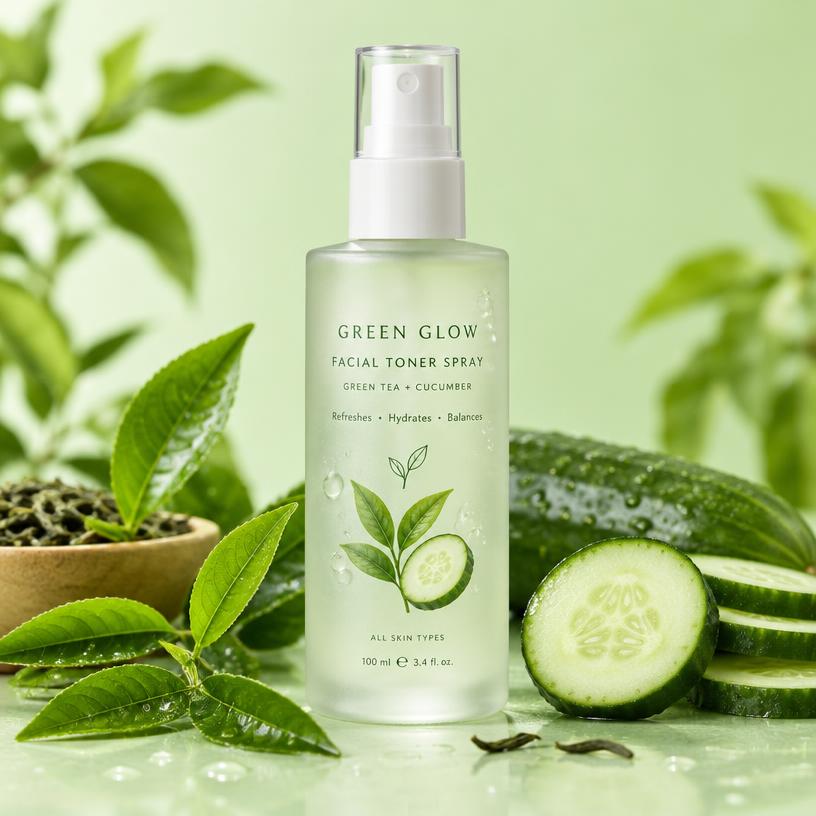 GREEN GLOW
FACIAL TONER SPRAY
GREEN TEA + CUCUMBER
Refreshes • Hydrates • Balances
ALL SKIN TYPES
100 ml ℮ 3.4 fl. oz.